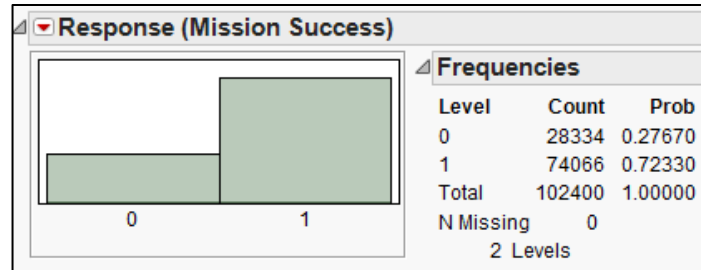 Response (Mission Success)
0 1
Frequencies
Level Count Prob
0 28334 0.27670
1 74066 0.72330
Total 102400 1.00000
N Missing 0
2 Levels